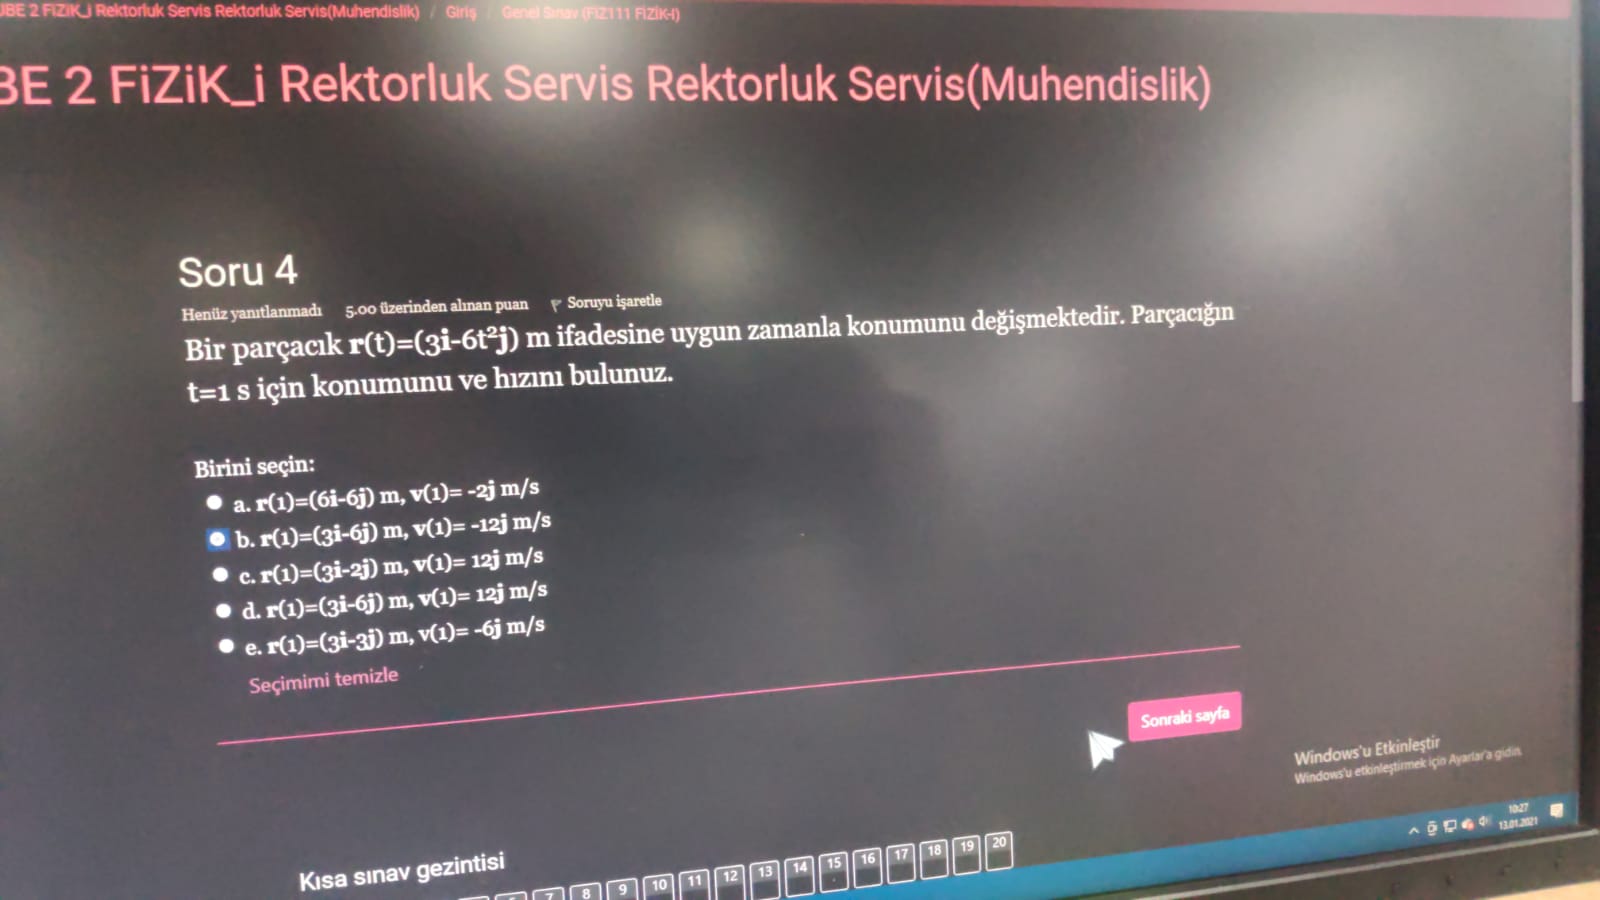 JBE 2 FiZiK_i Rektorluk Servis Rektorluk Servis(Muhendislik) / Giriş / Genel Sınav (FIZ111 FİZİK-I)
BE 2 FiZiK_i Rektorluk Servis Rektorluk Servis(Muhendislik)
Soru 4
Henüz yanıtlanmadı 5.00 üzerinden alınan puan Soruyu işaretle
Bir parçacık r(t)=(3i-6t²j) m ifadesine uygun zamanla konumunu değişmektedir. Parçacığın
t=1 s için konumunu ve hızını bulunuz.
Birini seçin:
a. r(1)=(6i-6j) m, v(1)= -2j m/s
b. r(1)=(3i-6j) m, v(1)= -12j m/s
c. r(1)=(3i-2j) m, v(1)= 12j m/s
d. r(1)=(3i-6j) m, v(1)= 12j m/s
e. r(1)=(3i-3j) m, v(1)= -6j m/s
Seçimimi temizle
Sonraki sayfa
Windows'u Etkinleştir
Windows'u etkinleştirmek için Ayarlar'a gidin.
10:27
13.01.2021
Kısa sınav gezintisi
7 8 9 10 11 12 13 14 15 16 17 18 19 20